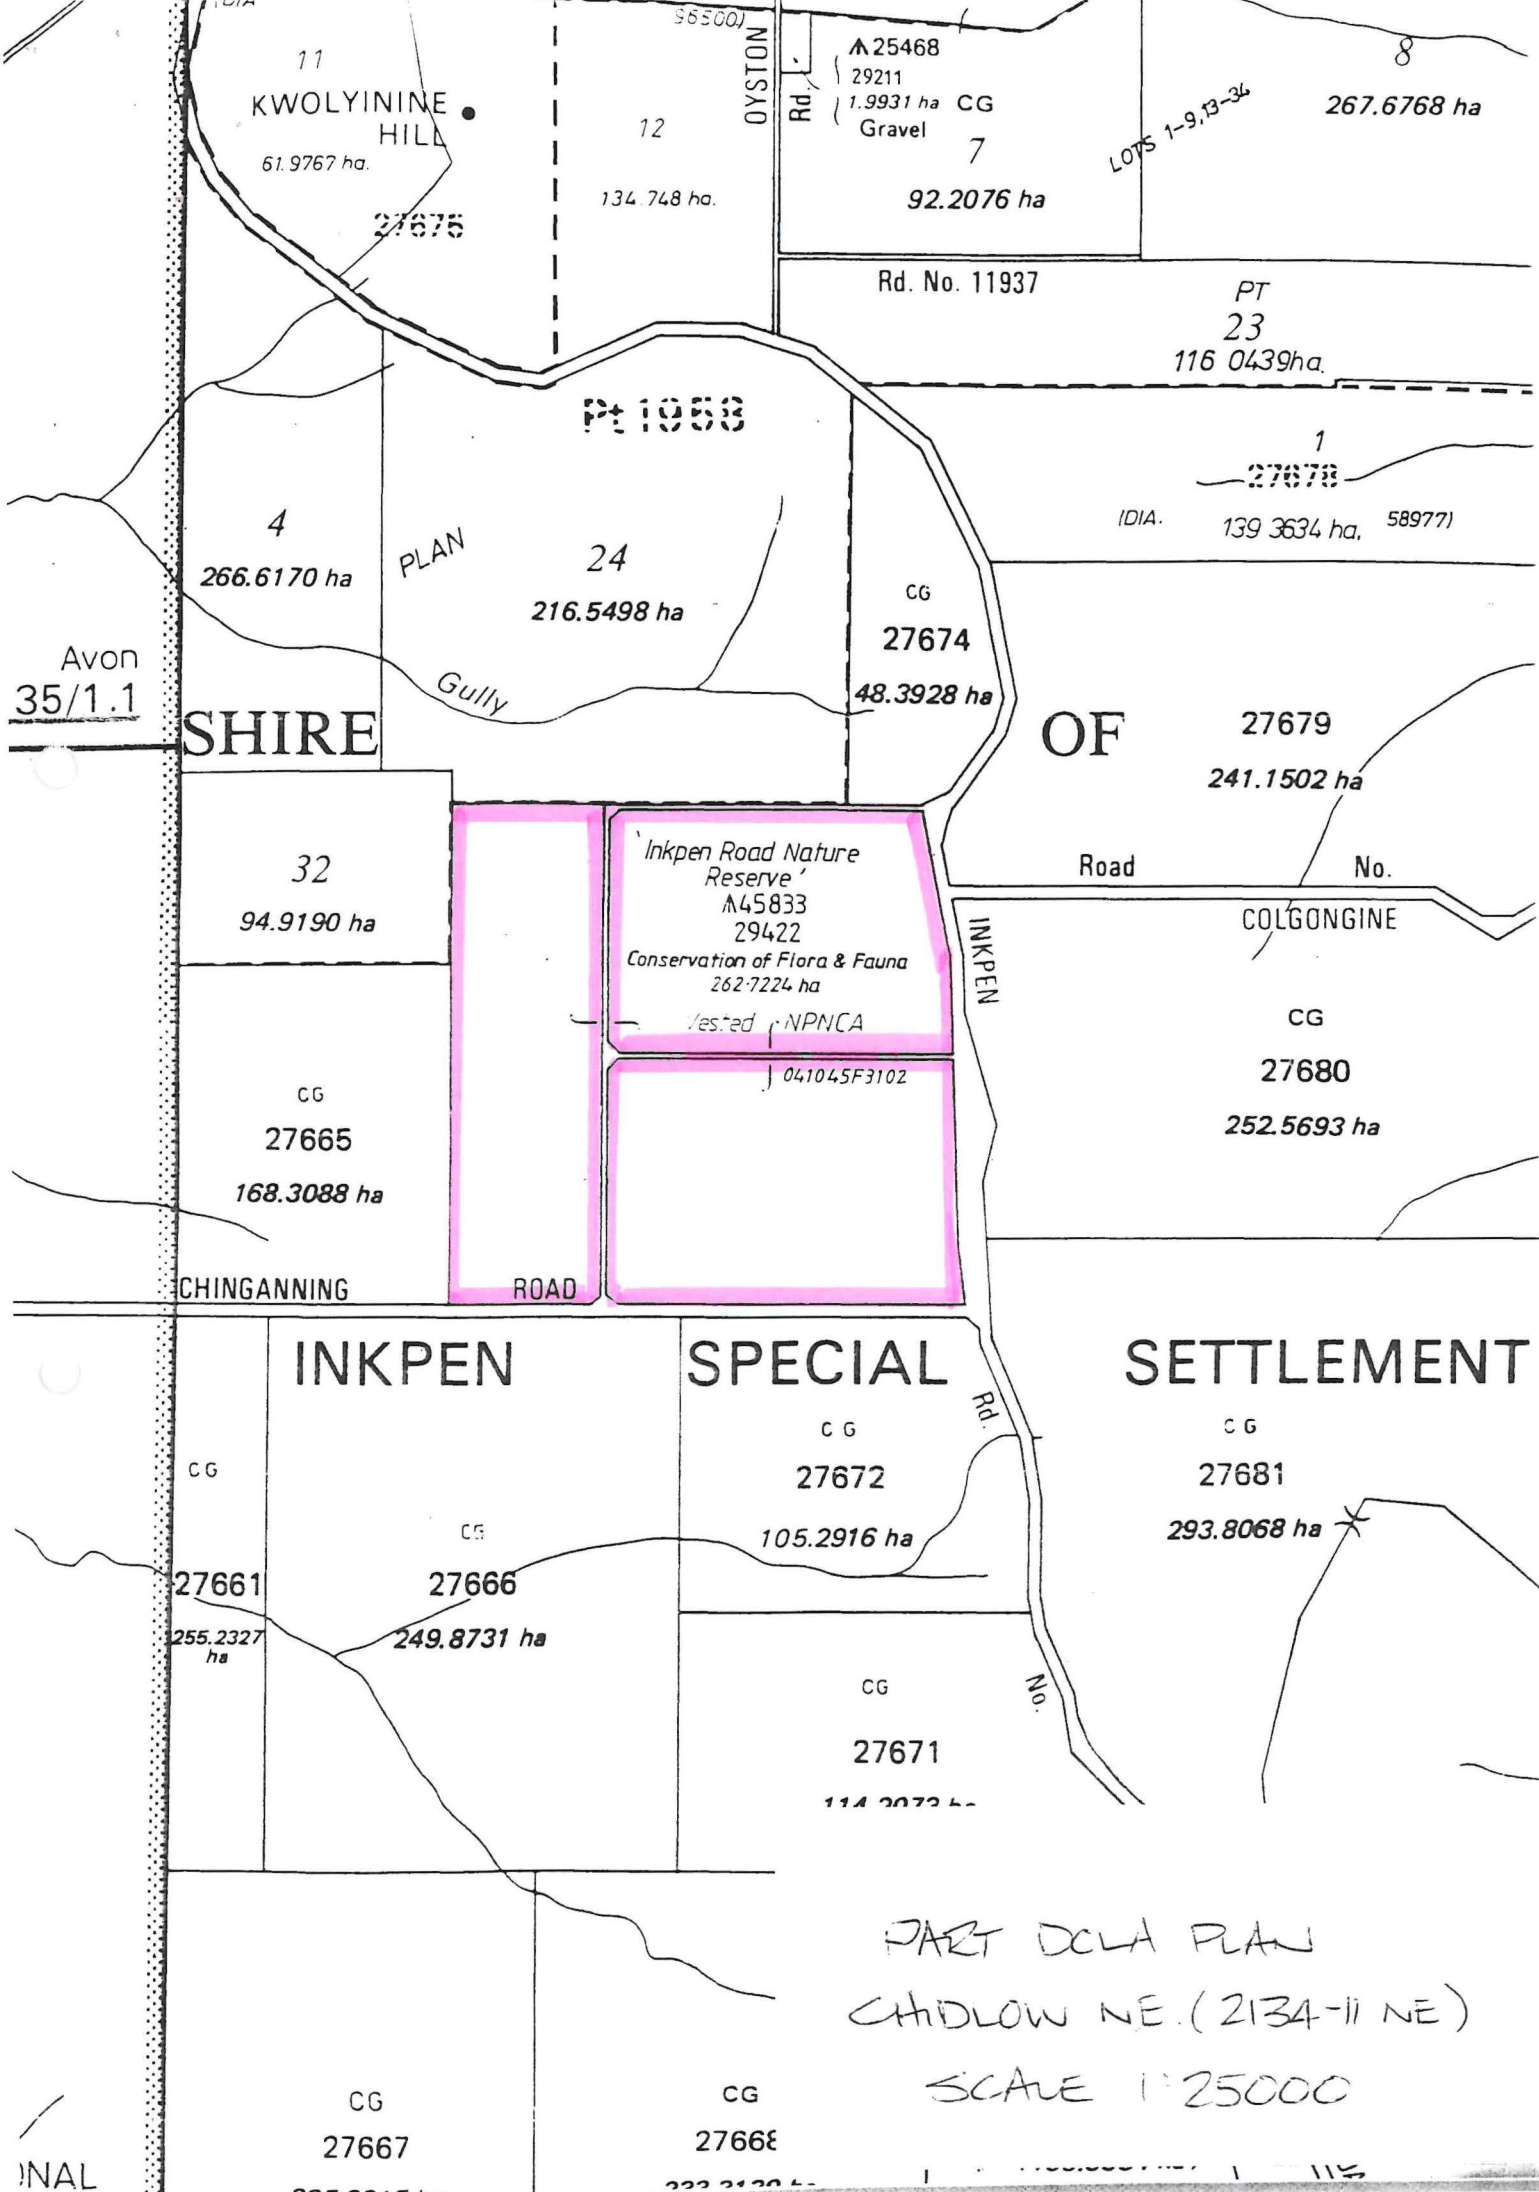 96500)
11
KWOLYININE
HILL
61.9767 ha.
27675
12
134.748 ha.
OYSTON
Rd.
25468
29211
1.9931 ha
Gravel
CG
7
92.2076 ha
LOTS 1-9,13-34
8
267.6768 ha
Rd. No. 11937
PT
23
116 0439ha.
Pt 1958
1
27678
(DIA. 139 3634 ha. 58977)
4
266.6170 ha
PLAN
24
216.5498 ha
CG
27674
48.3928 ha
Gully
Avon
35/1.1
SHIRE OF
27679
241.1502 ha
32
94.9190 ha
'Inkpen Road Nature
Reserve'
45833
29422
Conservation of Flora & Fauna
262.7224 ha
Vested NPNCA
041045F3102
Road No.
COLGONGINE
INKPEN
CG
27680
252.5693 ha
CG
27665
168.3088 ha
CHINGANNING ROAD
INKPEN SPECIAL SETTLEMENT
Rd.
CG
27672
105.2916 ha
CG
27681
293.8068 ha
CG
27661
255.2327
ha
CG
27666
249.8731 ha
No.
CG
27671
PART DOLA PLAN
CHIDLOW NE. (2134-11 NE)
SCALE 1:25000
CG
27667
CG
27668